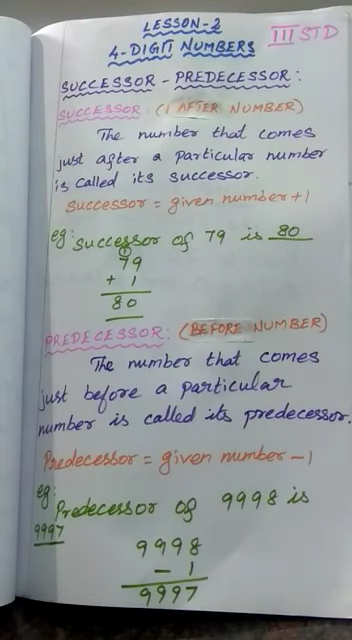 LESSON-2
4-DIGIT NUMBERS
III STD
SUCCESSOR - PREDECESSOR:
SUCCESSOR: (1 AFTER NUMBER)
The number that comes
just after a particular number
is called its successor.
Successor = given number + 1
eg: Successor of 79 is 80
1
79
+ 1
80
PREDECESSOR: (BEFORE NUMBER)
The number that comes
just before a particular
number is called its predecessor.
Predecessor = given number - 1
eg:
Predecessor of 9998 is
9997
9998
- 1
9997